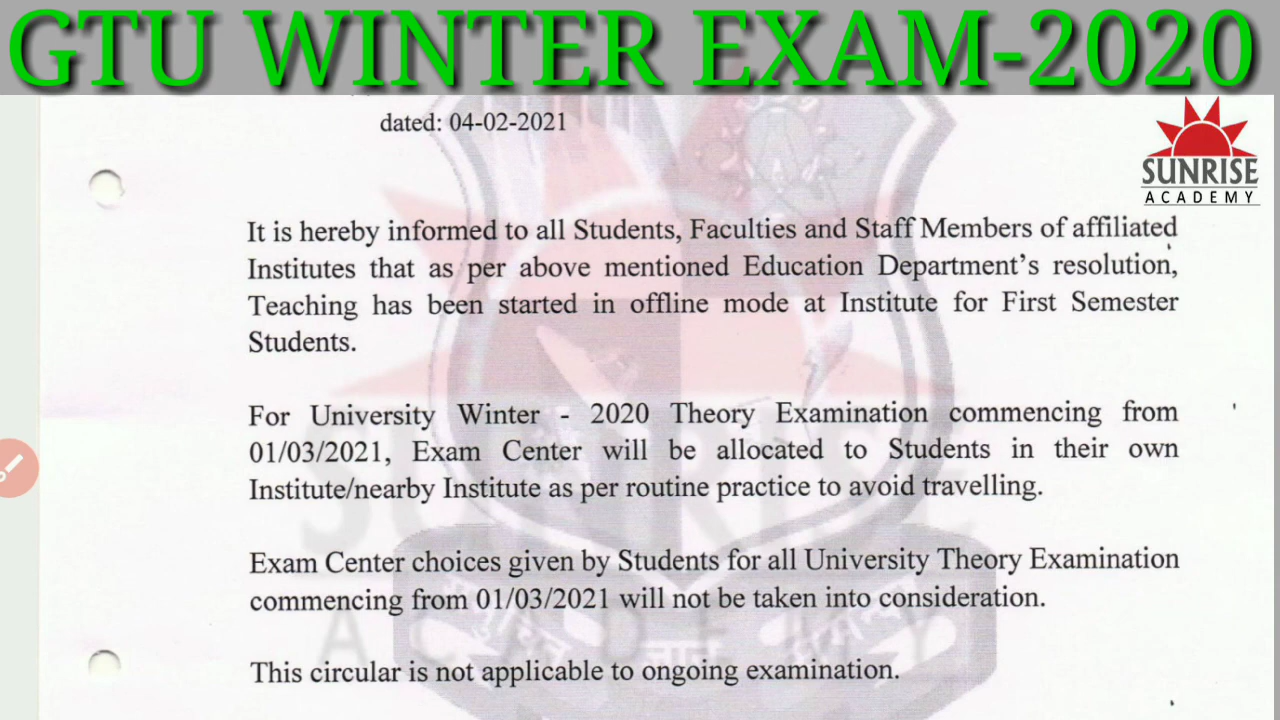 GTU WINTER EXAM-2020
dated: 04-02-2021
SUNRISE
ACADEMY
It is hereby informed to all Students, Faculties and Staff Members of affiliated
Institutes that as per above mentioned Education Department's resolution,
Teaching has been started in offline mode at Institute for First Semester
Students.
For University Winter - 2020 Theory Examination commencing from
01/03/2021, Exam Center will be allocated to Students in their own
Institute/nearby Institute as per routine practice to avoid travelling.
Exam Center choices given by Students for all University Theory Examination
commencing from 01/03/2021 will not be taken into consideration.
This circular is not applicable to ongoing examination.
SUNRISE
ACADEMY